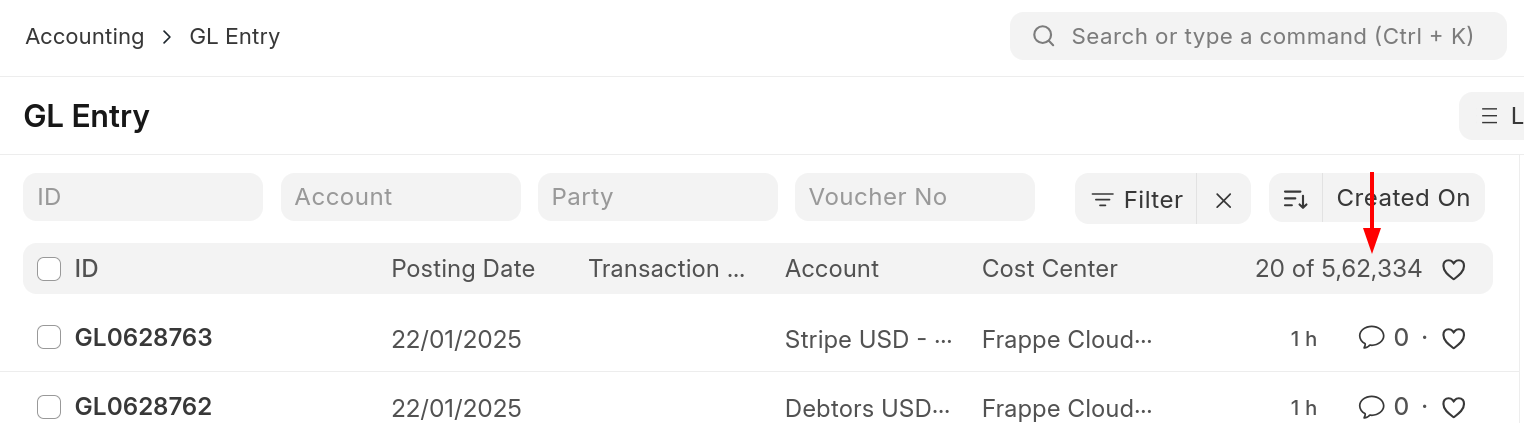 Accounting > GL Entry
Search or type a command (Ctrl + K)
GL Entry
L
ID Account Party Voucher No Filter Created On
ID Posting Date Transaction ... Account Cost Center 20 of 5,62,334
GL0628763 22/01/2025 Stripe USD - ... Frappe Cloud... 1 h 0 ·
GL0628762 22/01/2025 Debtors USD... Frappe Cloud... 1 h 0 ·